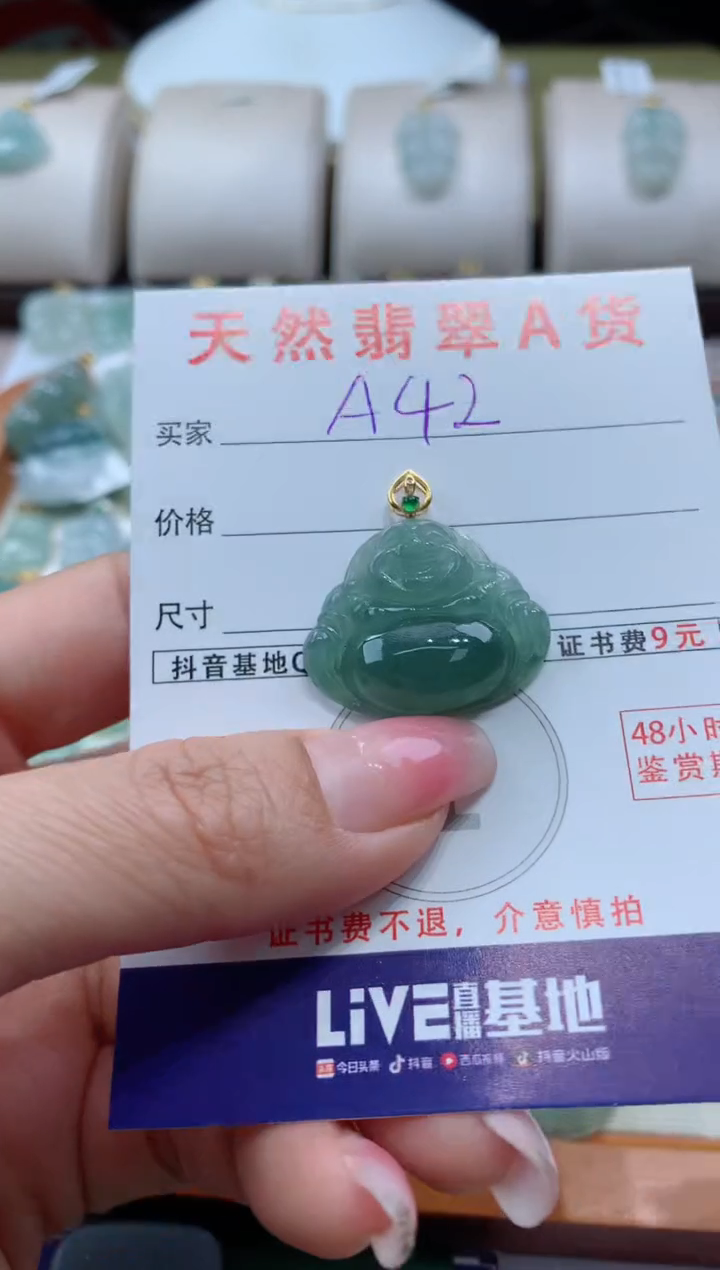 天然翡翠A货
买家 A42
价格
尺寸
抖音基地 证书费9元
48小时
鉴赏期
证书费不退，介意慎拍
LiVE直播基地
今日头条 抖音 西瓜视频 抖音火山版